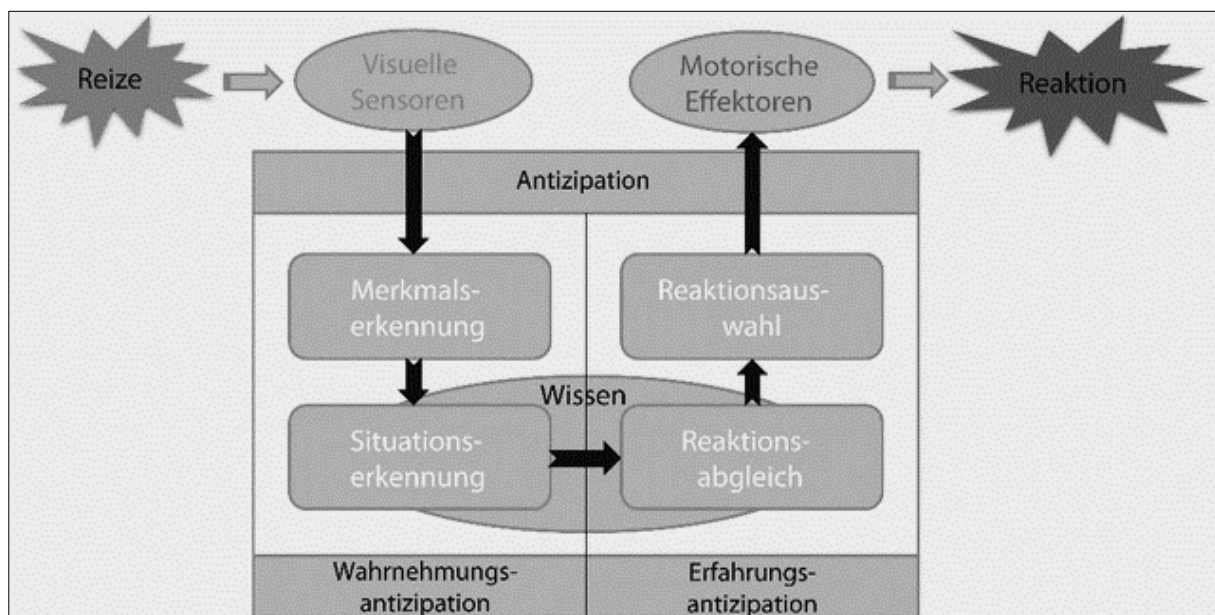 Reize
Visuelle
Sensoren
Motorische
Effektoren
Reaktion
Antizipation
Merkmals-
erkennung
Reaktionsaus-
wahl
Wissen
Situations-
erkennung
Reaktions-
abgleich
Wahrnehmungs-
antizipation
Erfahrungs-
antizipation